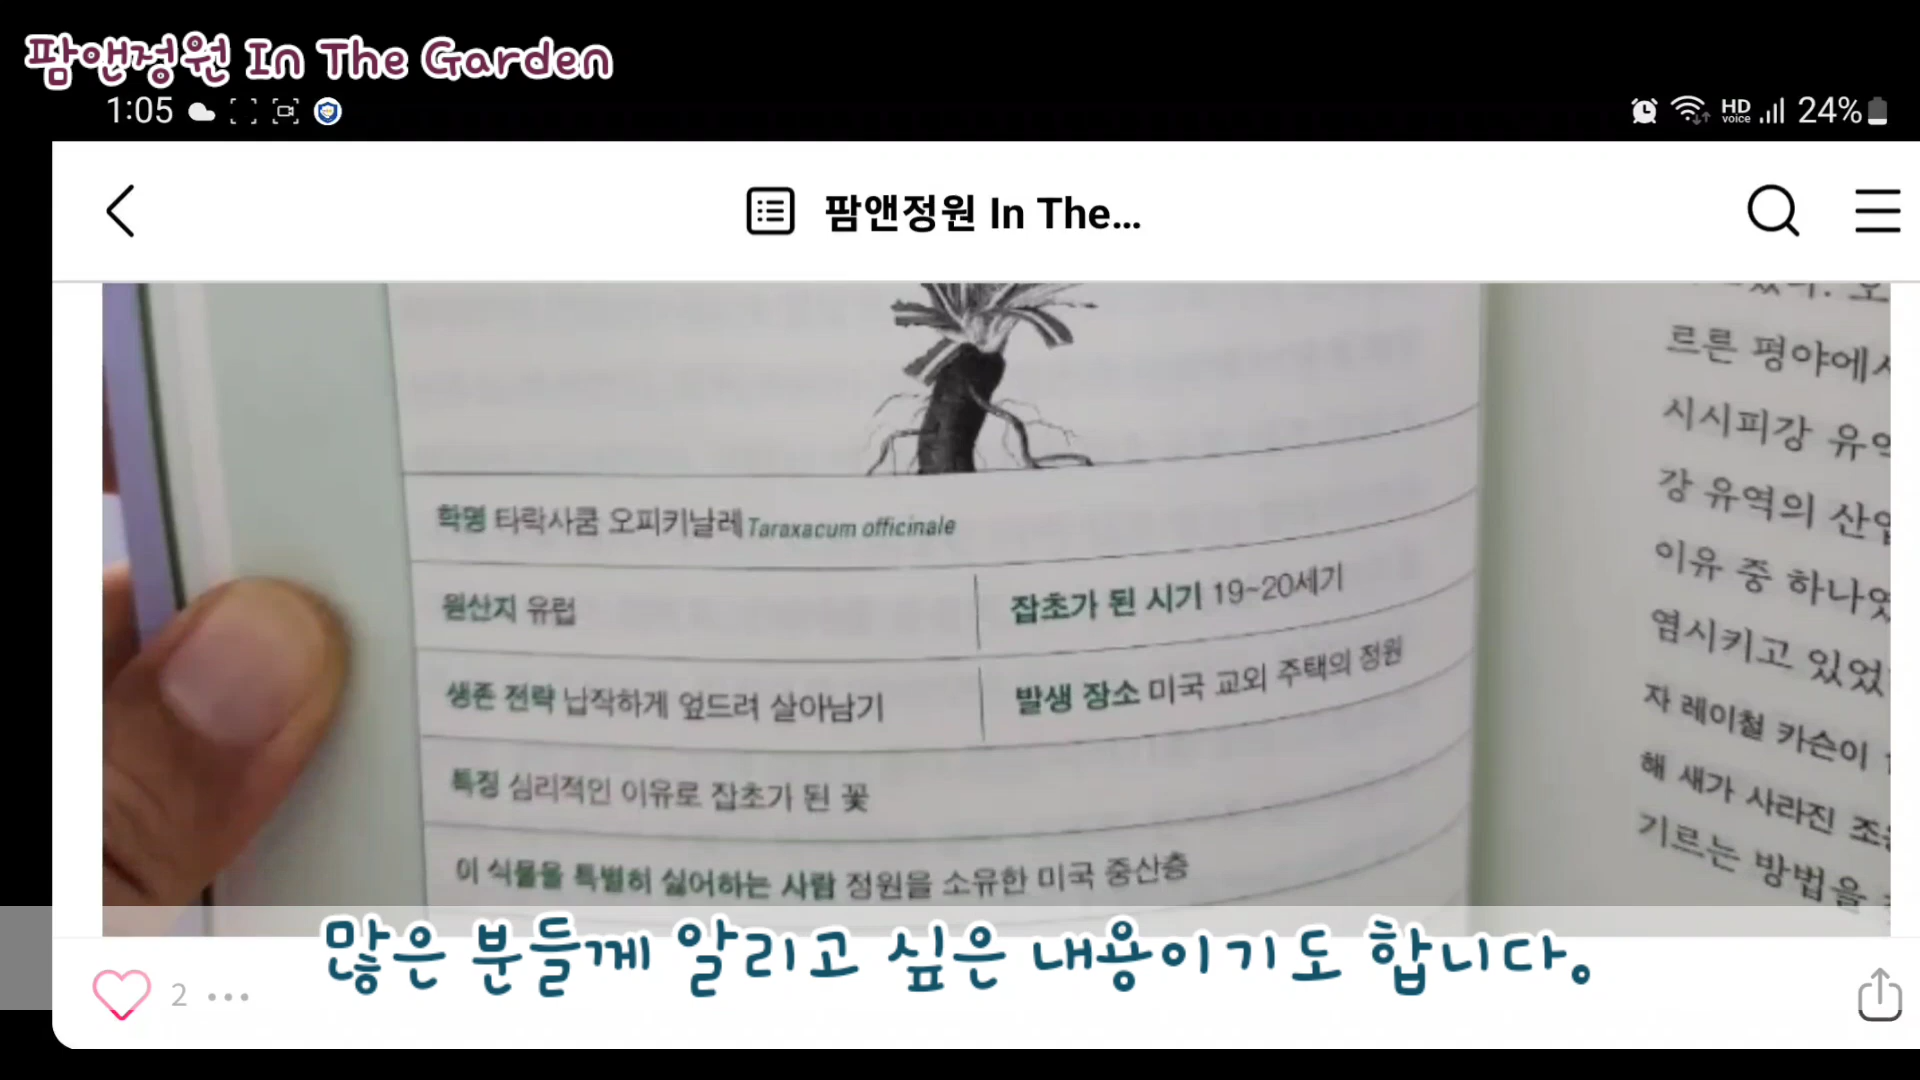 팜앤정원 In The Garden
1:05
HD voice 24%
팜앤정원 In The...
학명 타락사쿰 오피키날레 Taraxacum officinale
원산지 유럽
잡초가 된 시기 19~20세기
생존 전략 납작하게 엎드려 살아남기
발생 장소 미국 교외 주택의 정원
특징 심리적인 이유로 잡초가 된 꽃
이 식물을 특별히 싫어하는 사람 정원을 소유한 미국 중산층
르른 평야에서
시시피강 유역
강 유역의
이유 중 하나였
염시키고 있었
자 레이철 카슨이
해 새가 사라진
기르는 방법을
많은 분들께 알리고 싶은 내용이기도 합니다.
2